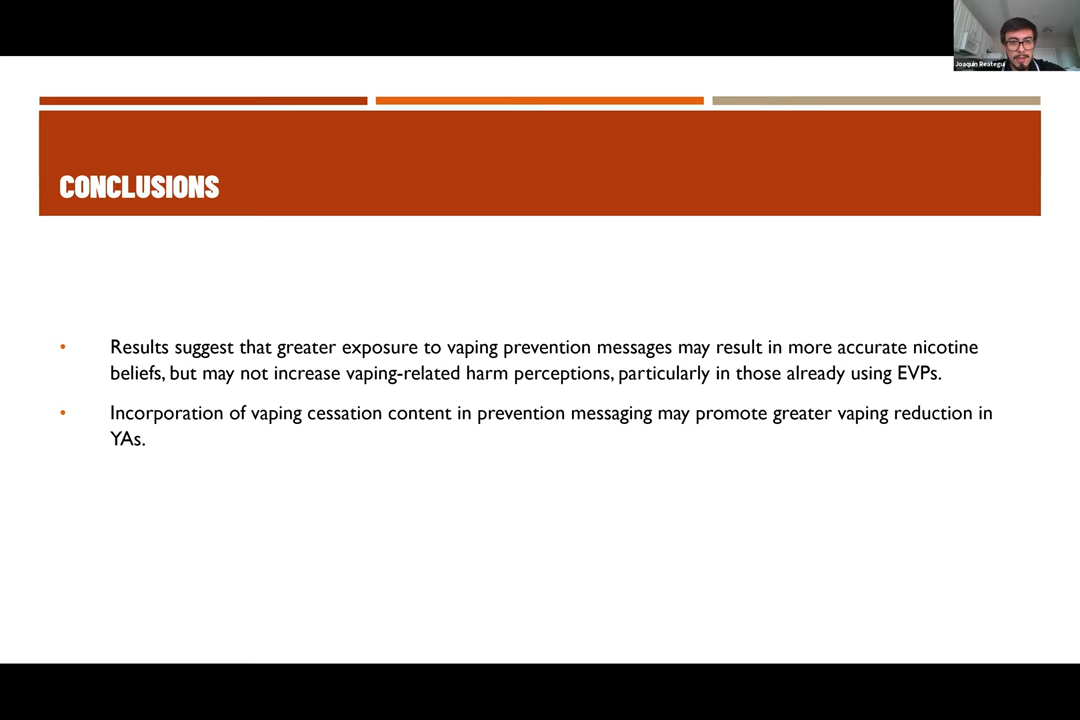 Joaquin Reategui
CONCLUSIONS
• Results suggest that greater exposure to vaping prevention messages may result in more accurate nicotine
beliefs, but may not increase vaping-related harm perceptions, particularly in those already using EVPs.
• Incorporation of vaping cessation content in prevention messaging may promote greater vaping reduction in
YAs.